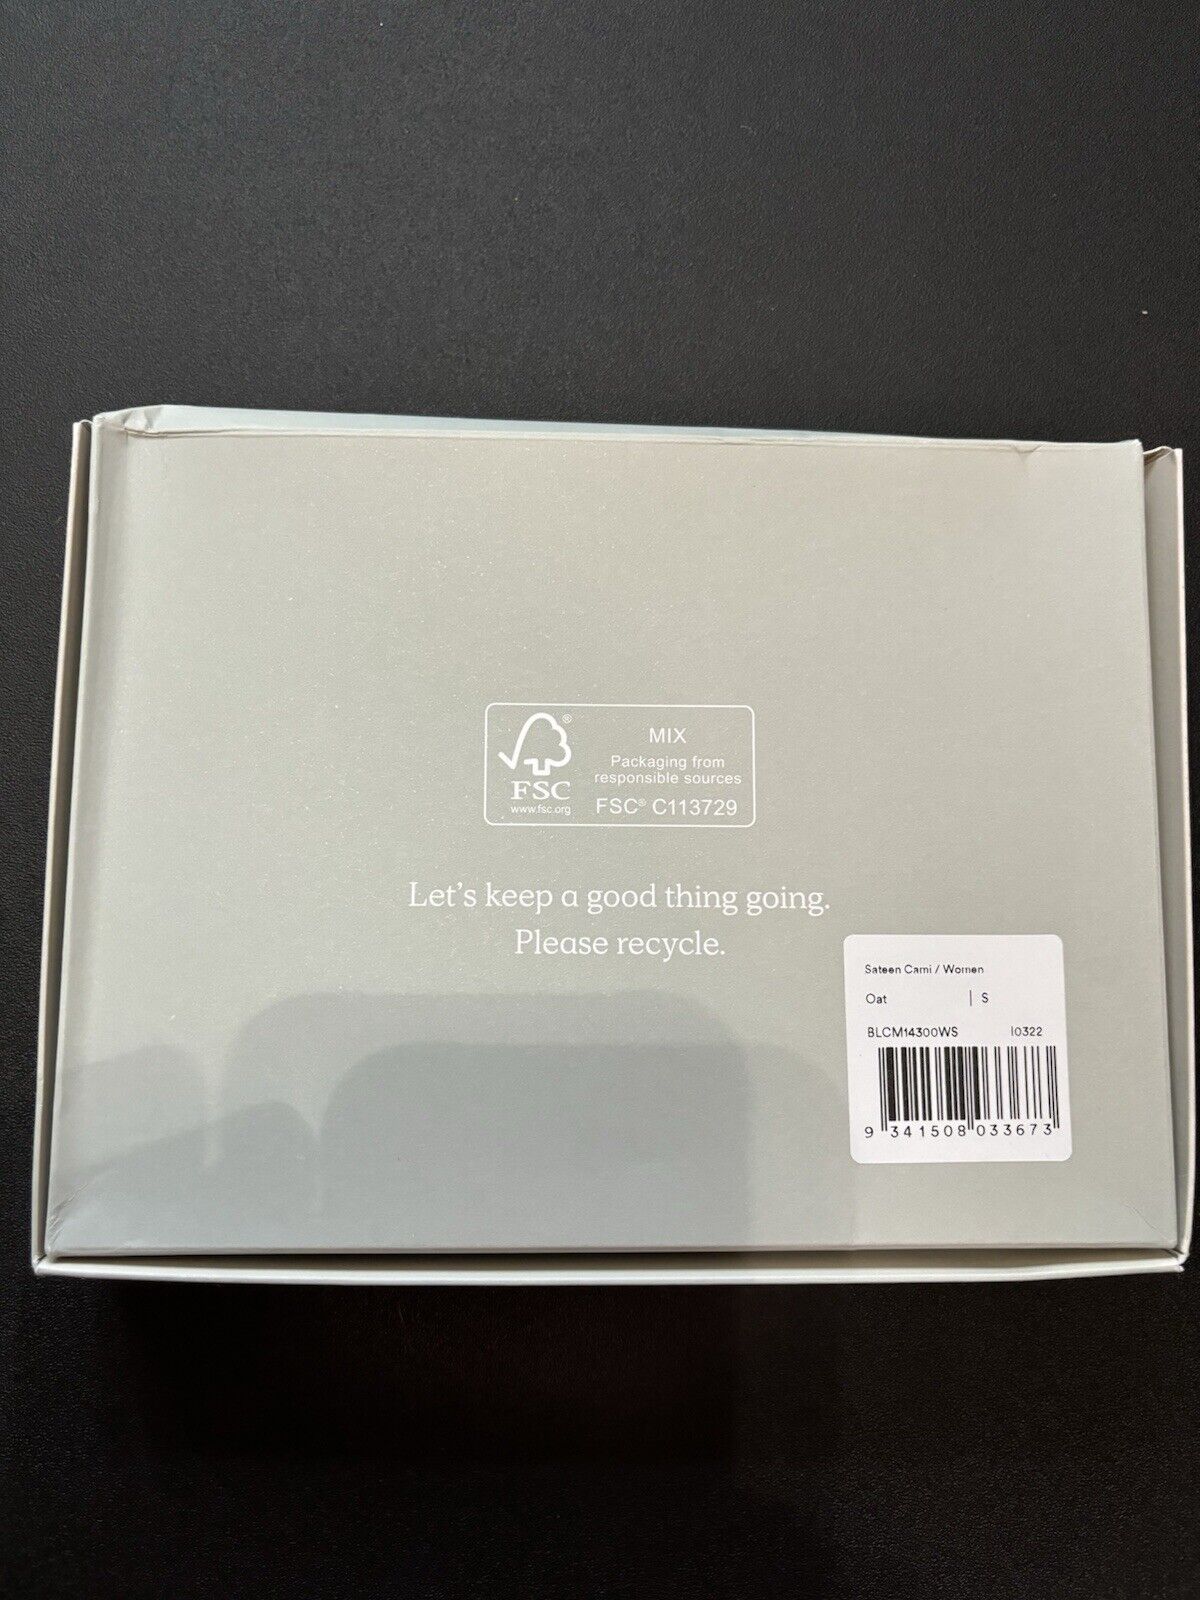 ®
MIX
Packaging from
responsible sources
FSC
www.fsc.org
FSC® C113729
Let's keep a good thing going.
Please recycle.
Sateen Cami / Women
Oat | S
BLCM14300WS I0322
9 341508 033673